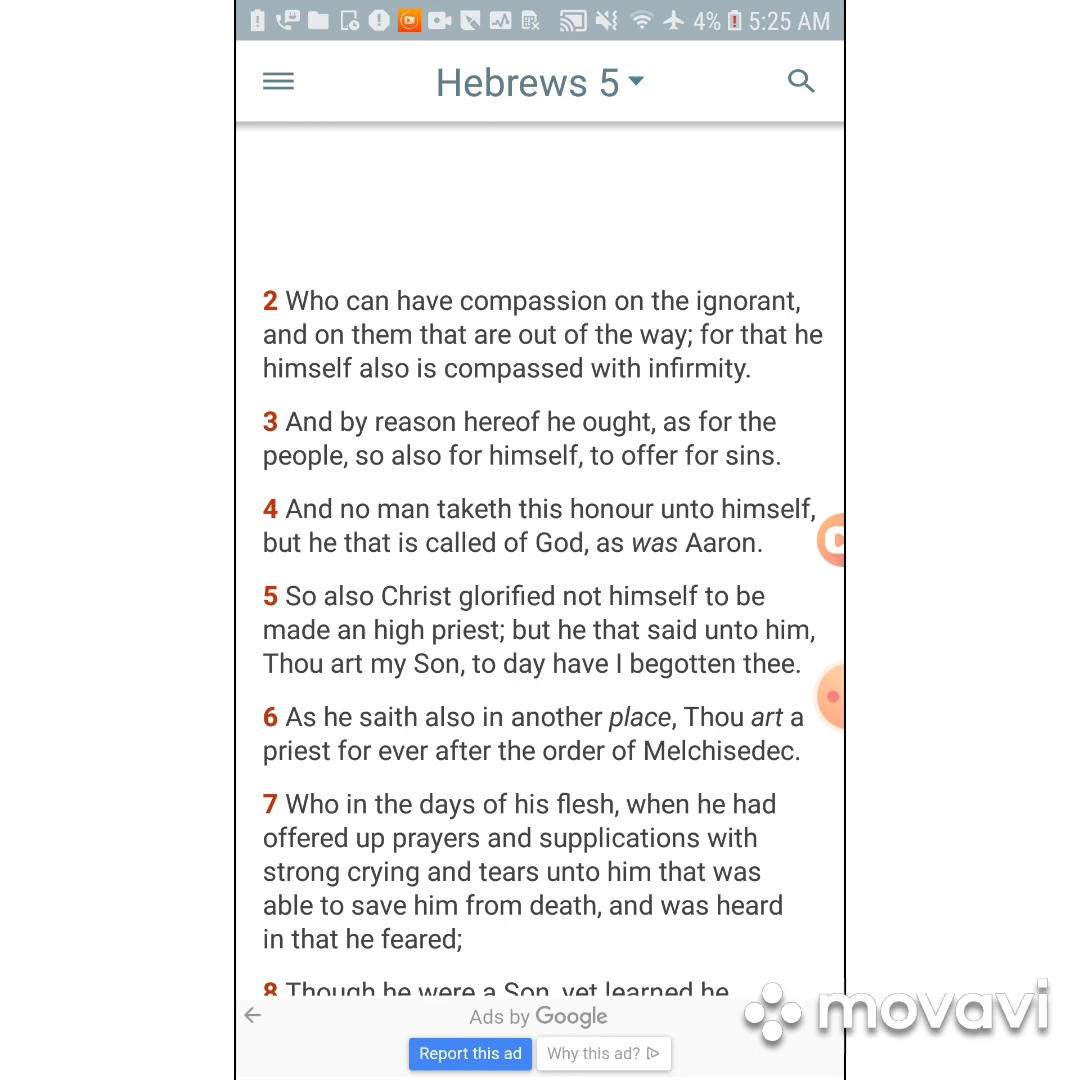 4% 5:25 AM
Hebrews 5
2 Who can have compassion on the ignorant,
and on them that are out of the way; for that he
himself also is compassed with infirmity.
3 And by reason hereof he ought, as for the
people, so also for himself, to offer for sins.
4 And no man taketh this honour unto himself,
but he that is called of God, as was Aaron.
5 So also Christ glorified not himself to be
made an high priest; but he that said unto him,
Thou art my Son, to day have I begotten thee.
6 As he saith also in another place, Thou art a
priest for ever after the order of Melchisedec.
7 Who in the days of his flesh, when he had
offered up prayers and supplications with
strong crying and tears unto him that was
able to save him from death, and was heard
in that he feared;
8 Though he were a Son, yet learned he
Ads by Google
Report this ad Why this ad?
movavi